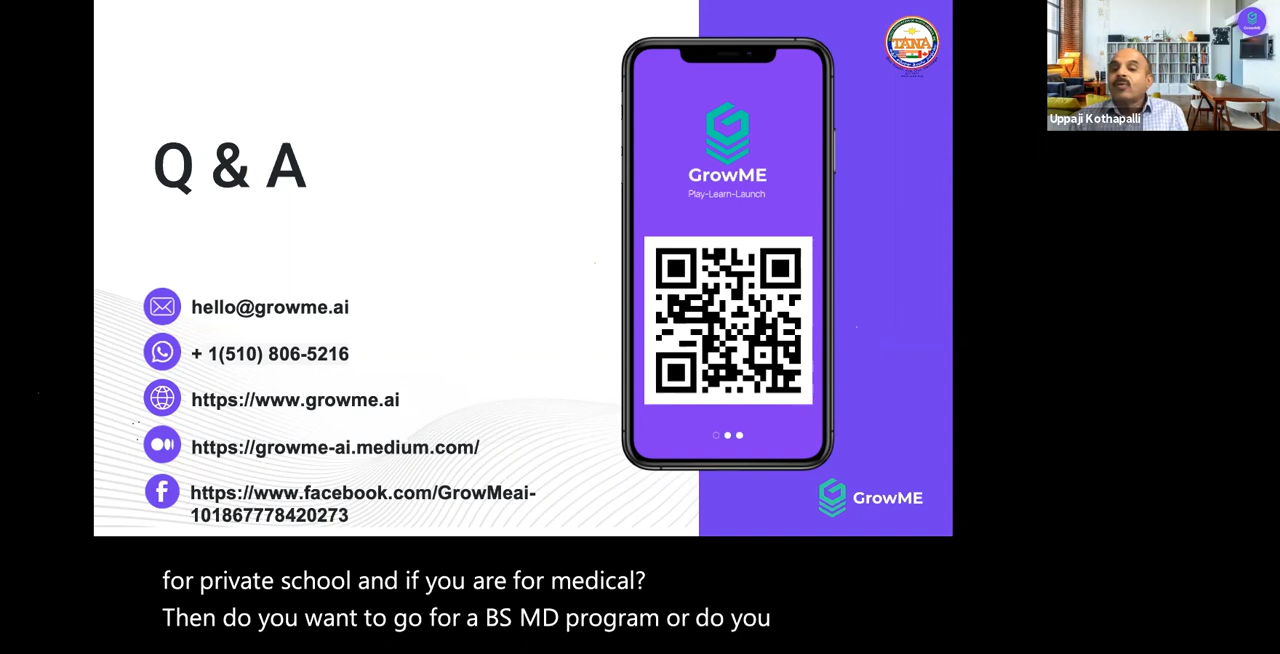 Q & A
hello@growme.ai
+ 1(510) 806-5216
https://www.growme.ai
https://growme-ai.medium.com/
https://www.facebook.com/GrowMeai-
101867778420273
GrowME
Play-Learn-Launch
TANA
GrowME
Uppaji Kothapalli
for private school and if you are for medical?
Then do you want to go for a BS MD program or do you